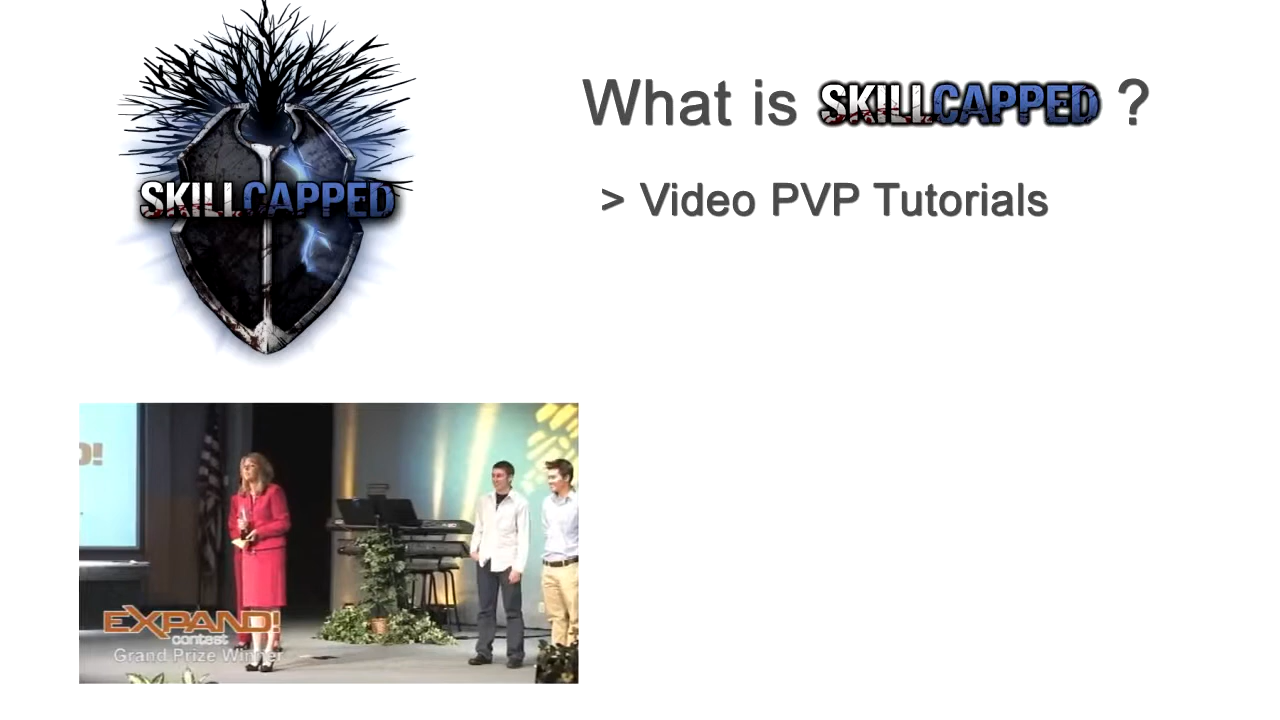 What is SKILLCAPPED ?
> Video PVP Tutorials
SKILLCAPPED
!
EXPAND!
contest
Grand Prize Winner